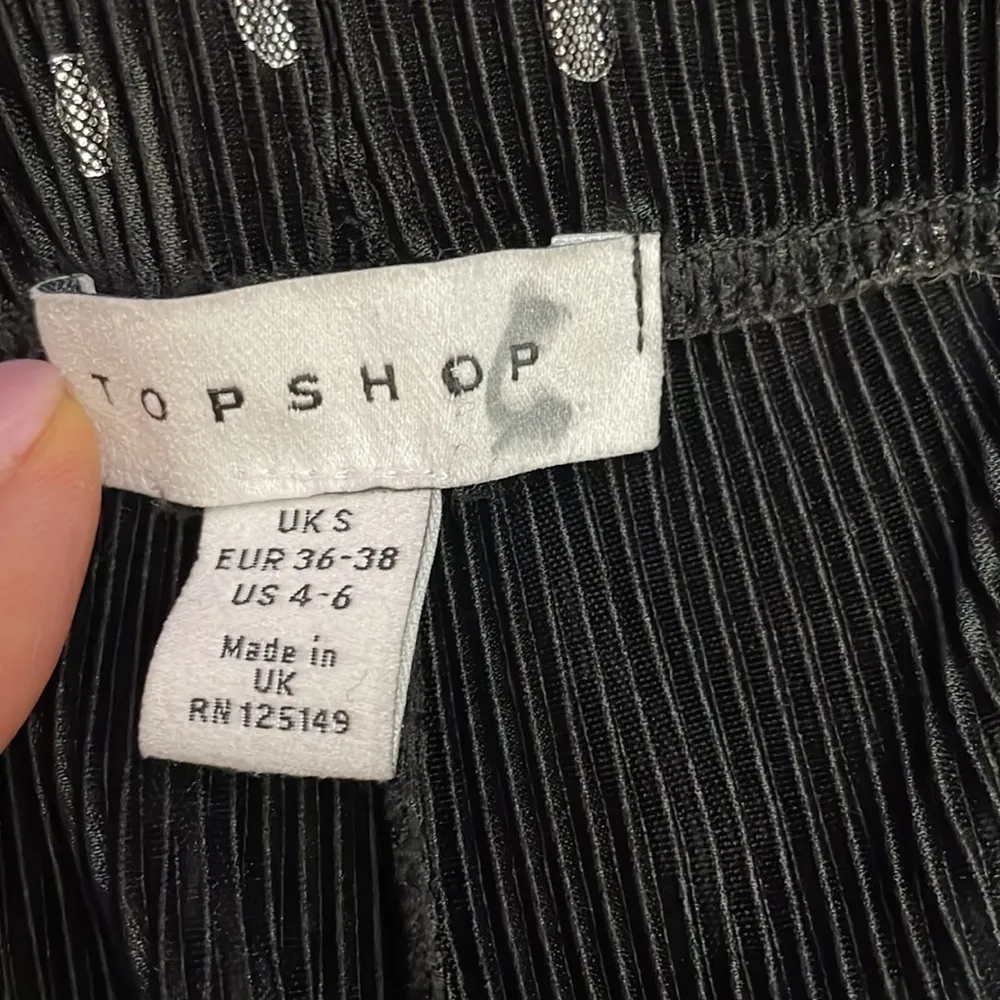 TOPSHOP
UK S
EUR 36-38
US 4-6
Made in
UK
RN 125149